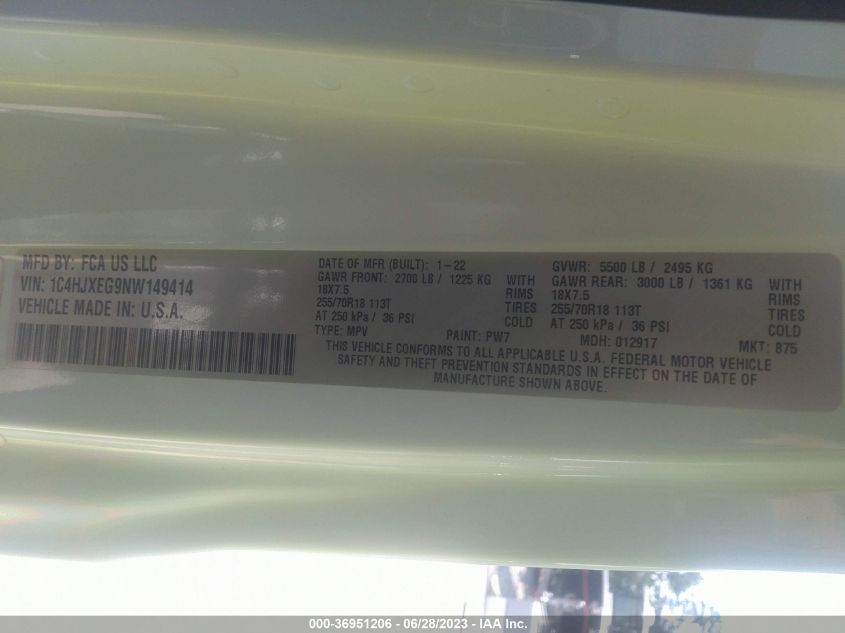 MFD BY: FCA US LLC
VIN: 1C4HJXEG9NW149414
VEHICLE MADE IN U.S.A.
DATE OF MFR (BUILT): 1-22
GAWR FRONT: 2700 LB / 1225 KG WITH
18X7.5 RIMS
255/70R18 113T TIRES
AT 250 kPa / 36 PSI COLD
TYPE: MPV PAINT: PW7
GVWR: 5500 LB / 2495 KG
GAWR REAR: 3000 LB / 1361 KG WITH
18X7.5 RIMS
255/70R18 113T TIRES
AT 250 kPa / 36 PSI COLD
MDH: 012917 MKT: 875
THIS VEHICLE CONFORMS TO ALL APPLICABLE U.S.A. FEDERAL MOTOR VEHICLE
SAFETY AND THEFT PREVENTION STANDARDS IN EFFECT ON THE DATE OF
MANUFACTURE SHOWN ABOVE.
000-36951206 - 06/28/2023 - IAA Inc.